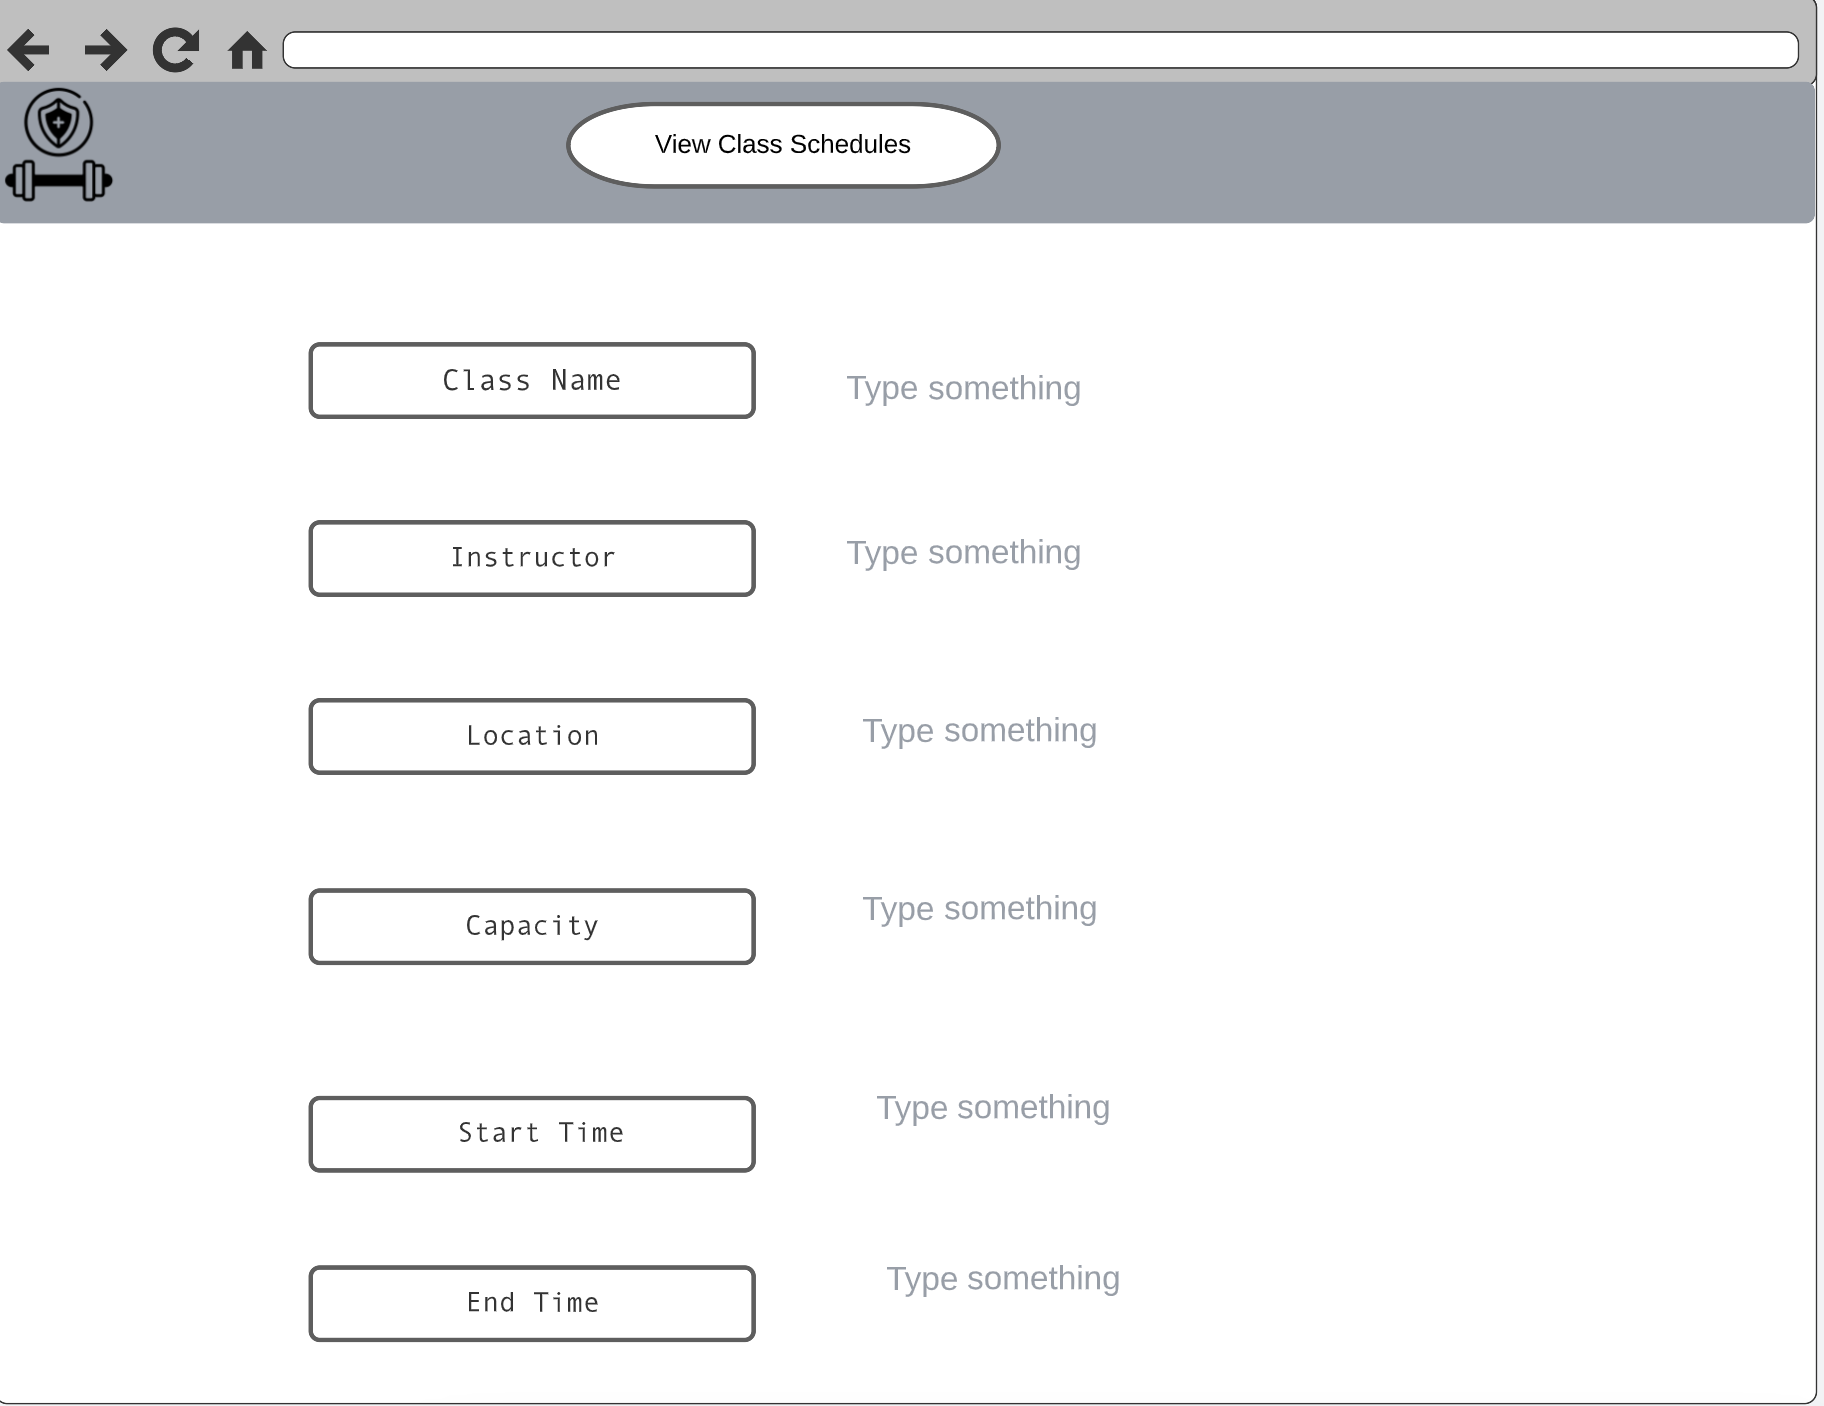 View Class Schedules
Class Name
Type something
Instructor
Type something
Location
Type something
Capacity
Type something
Start Time
Type something
End Time
Type something